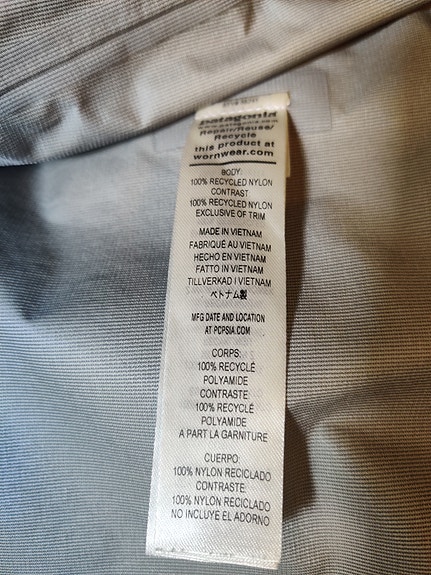 patagonia
www.patagonia.com
Repair/Reuse/
Recycle
this product at
wornwear.com
BODY:
100% RECYCLED NYLON
CONTRAST
100% RECYCLED NYLON
EXCLUSIVE OF TRIM
MADE IN VIETNAM
FABRIQUÉ AU VIETNAM
HECHO EN VIETNAM
FATTO IN VIETNAM
TILLVERKAD I VIETNAM
ベトナム製
MFG DATE AND LOCATION
AT PCPSIA.COM
CORPS:
100% RECYCLÉ
POLYAMIDE
CONTRASTE:
100% RECYCLÉ
POLYAMIDE
A PART LA GARNITURE
CUERPO:
100% NYLON RECICLADO
CONTRASTE:
100% NYLON RECICLADO
NO INCLUYE EL ADORNO